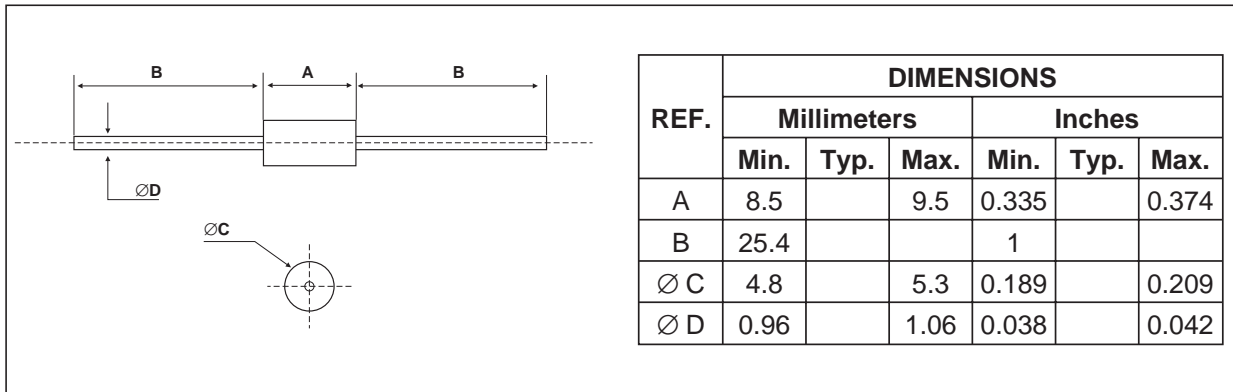 B A B
∅D
∅C
REF. DIMENSIONS
Millimeters Inches
Min. Typ. Max. Min. Typ. Max.
A 8.5 9.5 0.335 0.374
B 25.4 1
∅ C 4.8 5.3 0.189 0.209
∅ D 0.96 1.06 0.038 0.042